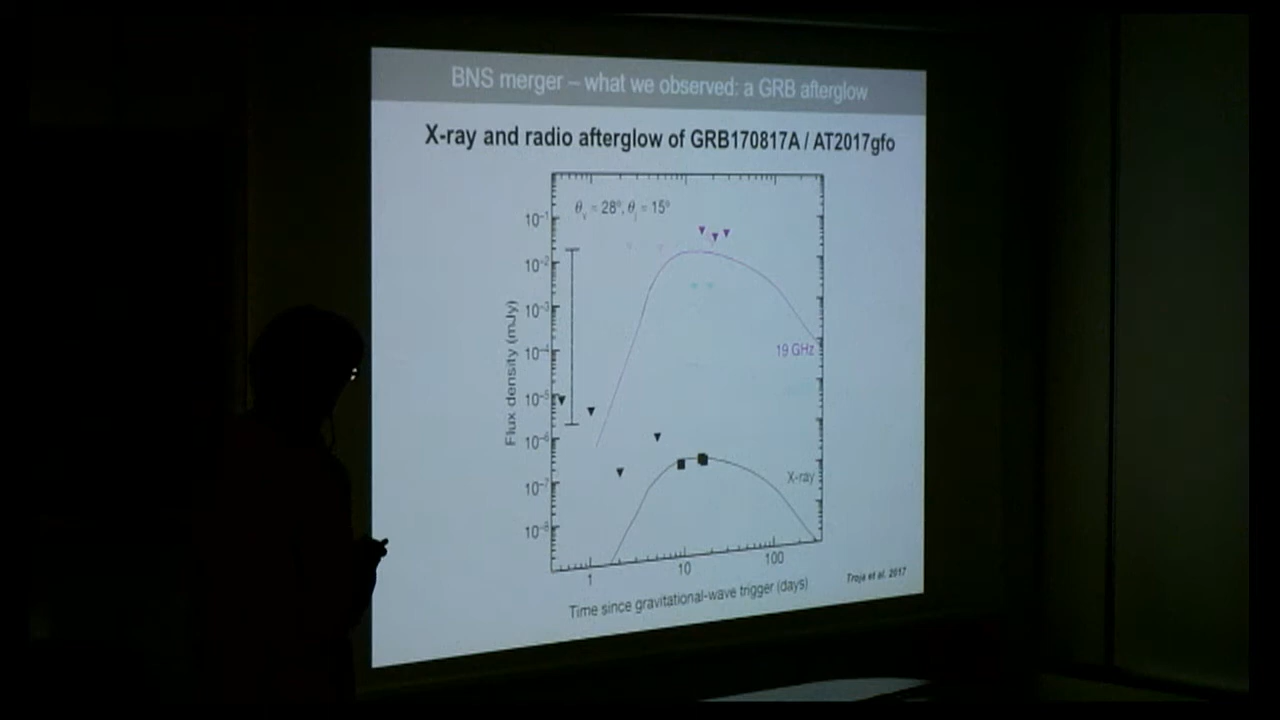 BNS merger – what we observed: a GRB afterglow
X-ray and radio afterglow of GRB170817A / AT2017gfo
θv = 28°, θj = 15°
10⁻¹
10⁻²
10⁻³
10⁻⁴
10⁻⁵
10⁻⁶
10⁻⁷
10⁻⁸
Flux density (mJy)
19 GHz
X-ray
1 10 100
Time since gravitational-wave trigger (days)
Troja et al. 2017